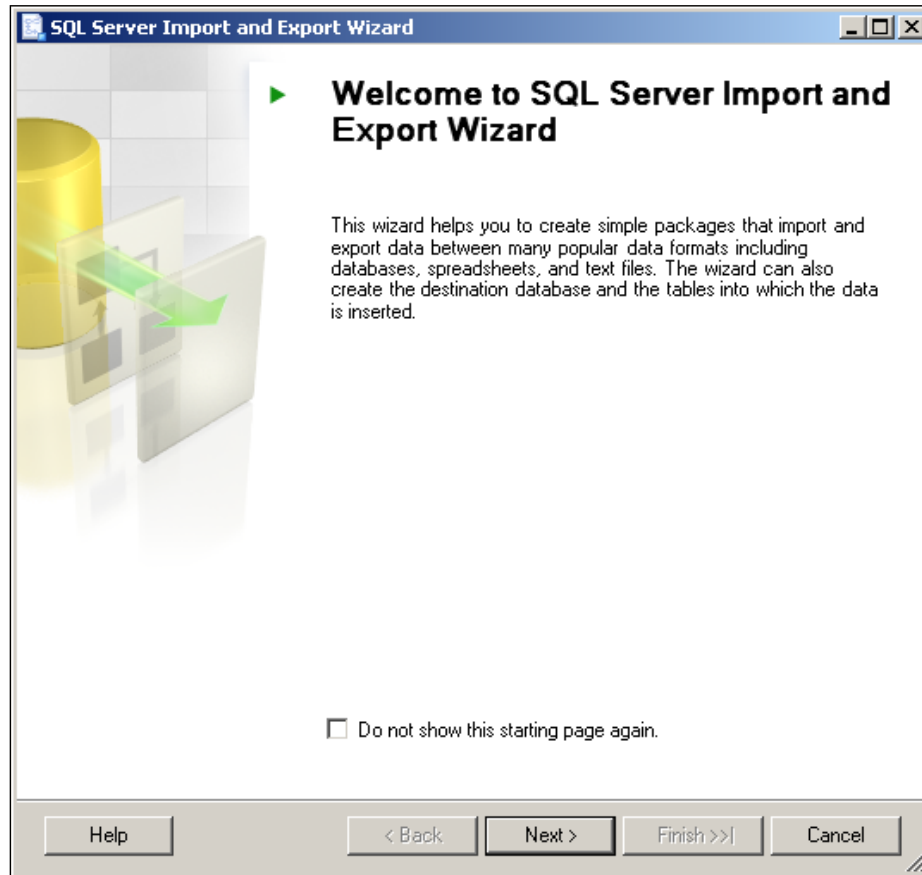 SQL Server Import and Export Wizard
Welcome to SQL Server Import and
Export Wizard
This wizard helps you to create simple packages that import and
export data between many popular data formats including
databases, spreadsheets, and text files. The wizard can also
create the destination database and the tables into which the data
is inserted.
Do not show this starting page again.
Help
< Back
Next >
Finish >>|
Cancel